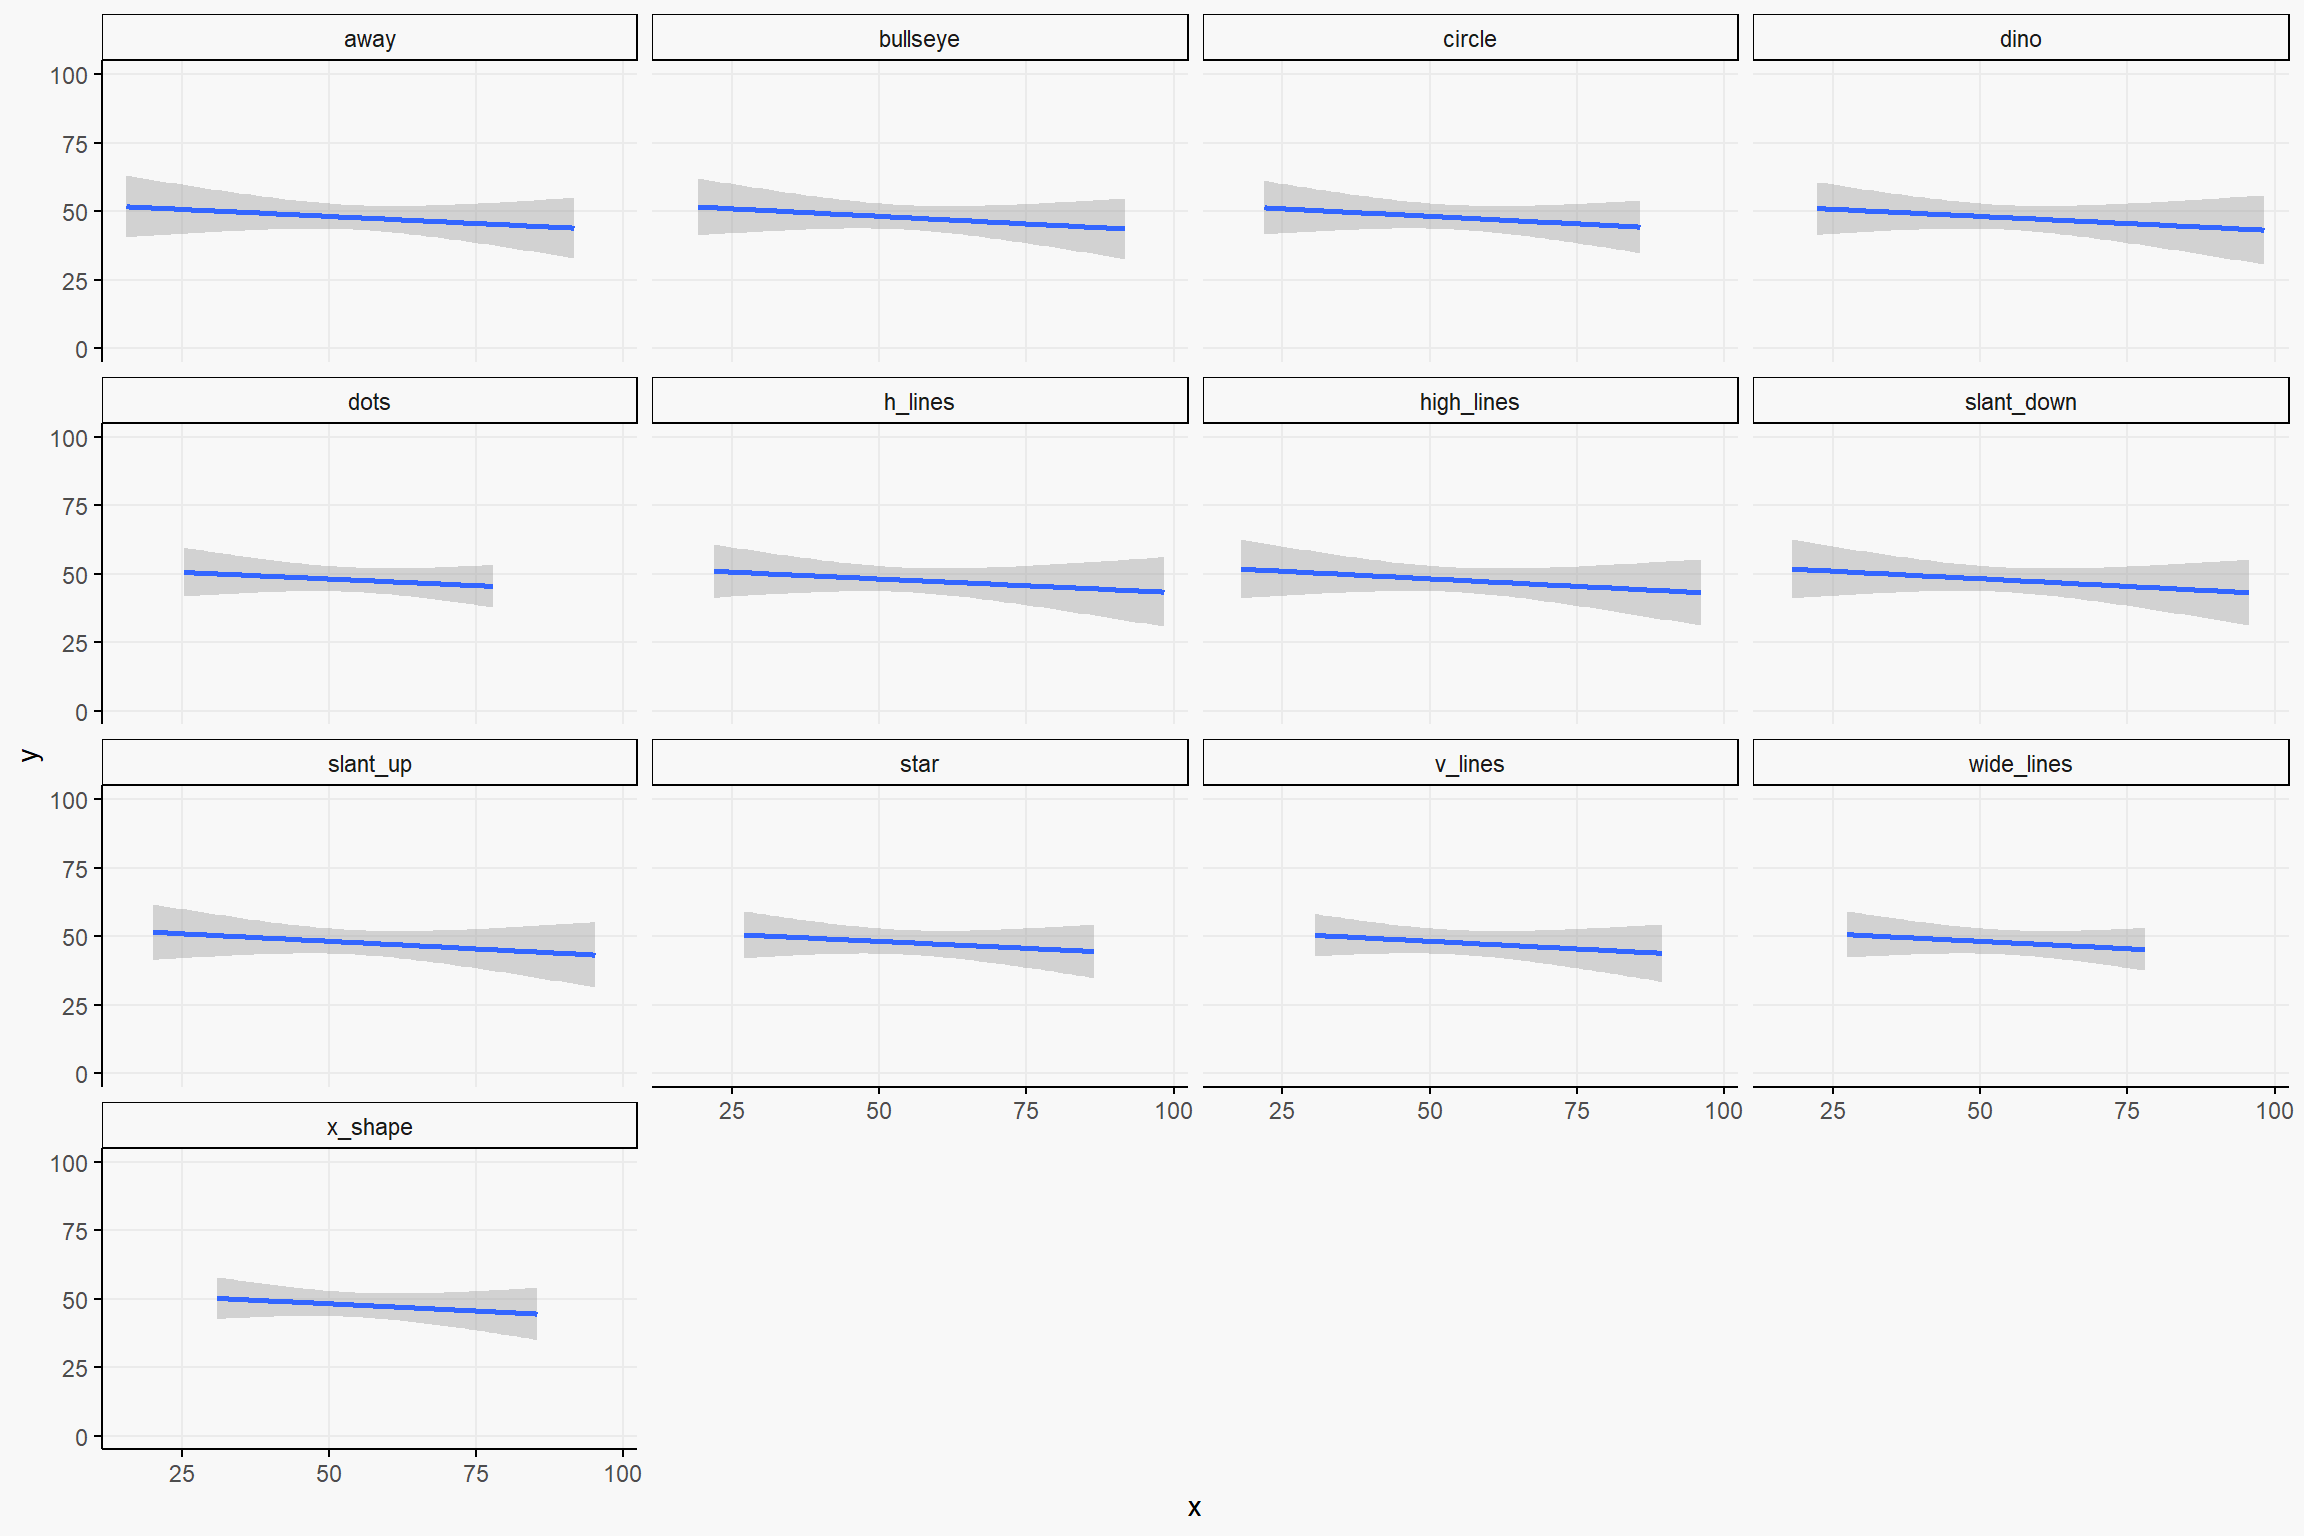 away bullseye circle dino
100
75
50
25
0
dots h_lines high_lines slant_down
100
75
50
25
0
slant_up star v_lines wide_lines
100
75
50
25
0
25 50 75 100 25 50 75 100 25 50 75 100
x_shape
100
75
50
25
0
25 50 75 100
x
y